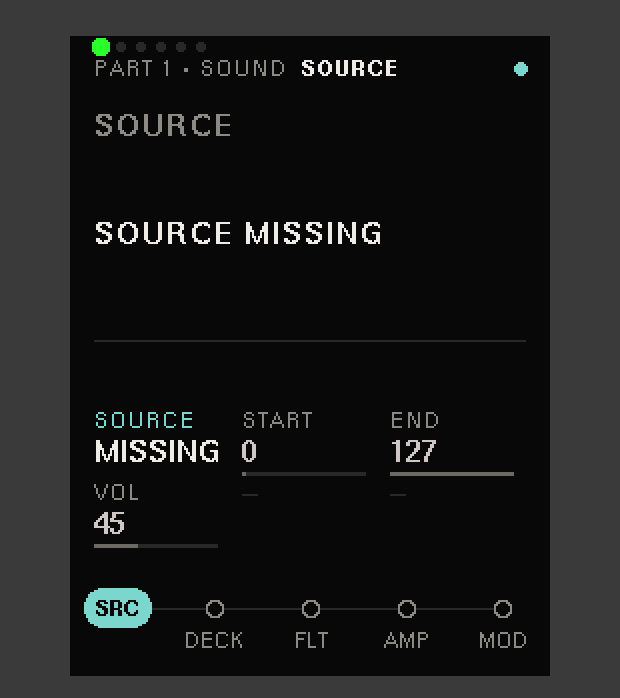 PART 1 • SOUND SOURCE
SOURCE
SOURCE MISSING
SOURCE START END
MISSING 0 127
VOL — —
45
SRC
DECK FLT AMP MOD